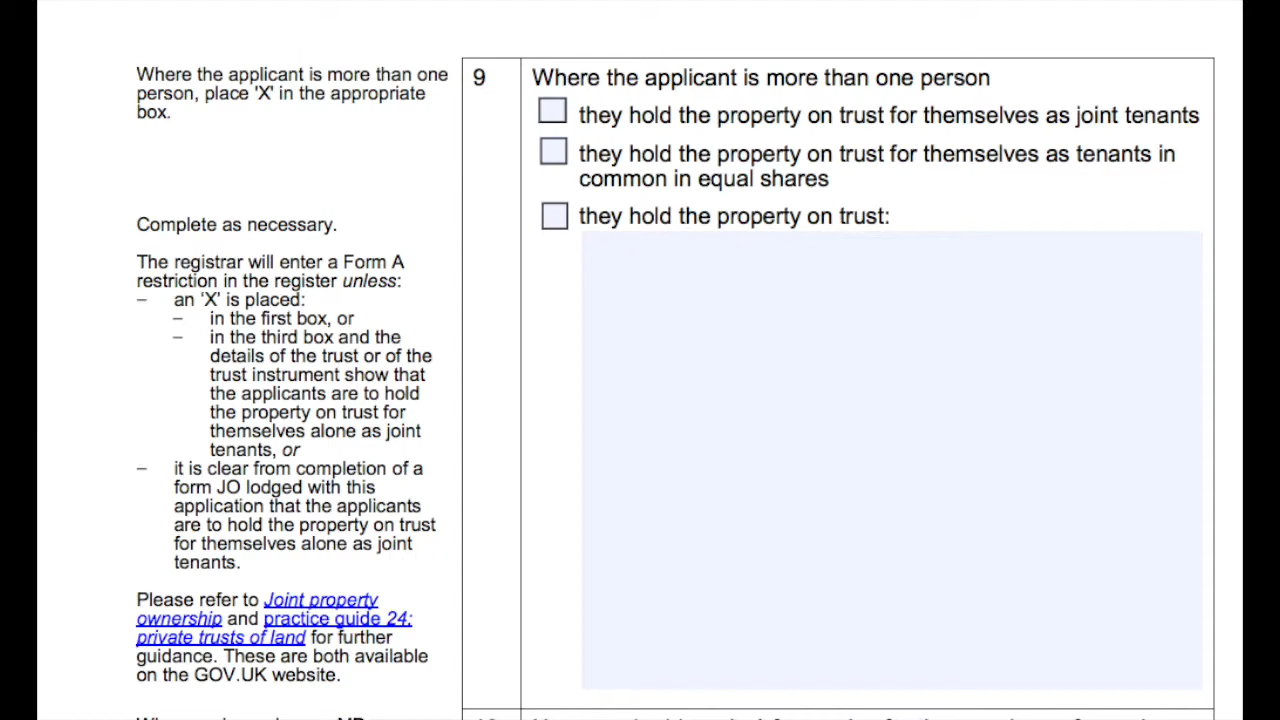 Where the applicant is more than one
person, place 'X' in the appropriate
box.
Complete as necessary.
The registrar will enter a Form A
restriction in the register unless:
– an 'X' is placed:
– in the first box, or
– in the third box and the
details of the trust or of the
trust instrument show that
the applicants are to hold
the property on trust for
themselves alone as joint
tenants, or
– it is clear from completion of a
form JO lodged with this
application that the applicants
are to hold the property on trust
for themselves alone as joint
tenants.
Please refer to Joint property
ownership and practice guide 24:
private trusts of land for further
guidance. These are both available
on the GOV.UK website.
9 Where the applicant is more than one person
they hold the property on trust for themselves as joint tenants
they hold the property on trust for themselves as tenants in
common in equal shares
they hold the property on trust: